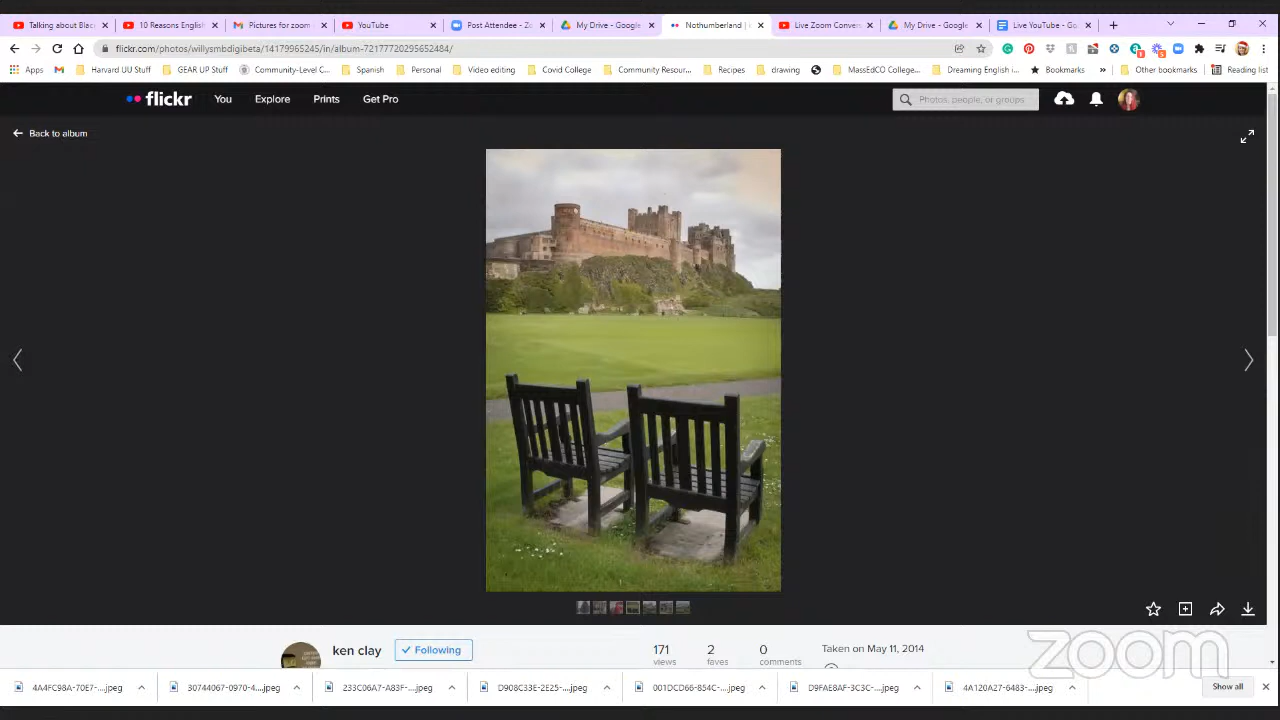 Talking about Blac
10 Reasons English
Pictures for zoom
YouTube
Post Attendee - Zo
My Drive - Google
Nothumberland |
Live Zoom Conver
My Drive - Google
Live YouTube - Go
flickr.com/photos/willysmbdigibeta/14179965245/in/album-72177720295652484/
Apps
Harvard UU Stuff
GEAR UP Stuff
Community-Level C...
Spanish
Personal
Video editing
Covid College
Community Resour...
Recipes
drawing
MassEdCO College...
Dreaming English i...
Bookmarks
»
Other bookmarks
Reading list
flickr
You
Explore
Prints
Get Pro
Photos, people, or groups
Back to album
ken clay
Following
171
views
2
faves
0
comments
Taken on May 11, 2014
zoom
4A4FC98A-70E7-....jpeg
30744067-0970-4....jpeg
233C06A7-A83F-....jpeg
D908CF3E-2E25-....jpeg
001DCD66-854C-....jpeg
D9FAE8AF-3C3C-....jpeg
4A120A27-6483-....jpeg
Show all